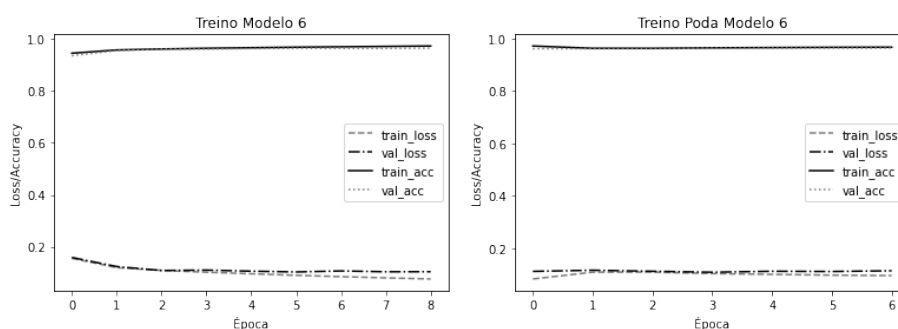 Treino Modelo 6
Loss/Accuracy
1.0
0.8
0.6
0.4
0.2
train_loss
val_loss
train_acc
val_acc
0 1 2 3 4 5 6 7 8
Época
Treino Poda Modelo 6
Loss/Accuracy
1.0
0.8
0.6
0.4
0.2
train_loss
val_loss
train_acc
val_acc
0 1 2 3 4 5 6
Época